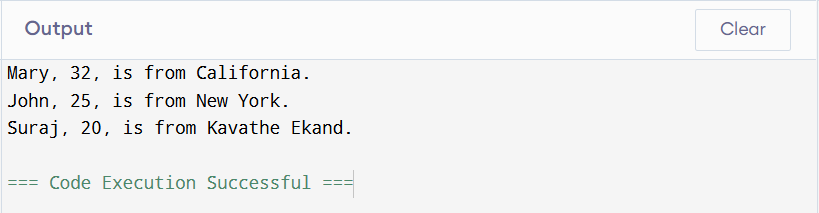 Output
Clear
Mary, 32, is from California.
John, 25, is from New York.
Suraj, 20, is from Kavathe Ekand.
=== Code Execution Successful ===